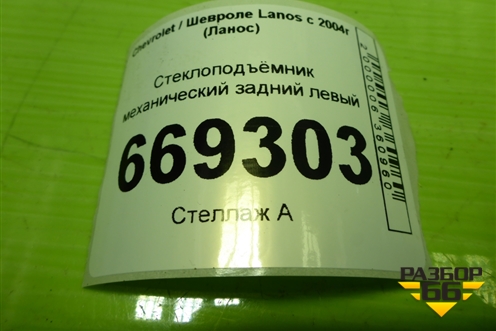 Chevrolet / Шевроле Lanos с 2004г
(Ланос)
Стеклоподъёмник
механический задний левый
669303
Стеллаж А
РАЗБОР
66